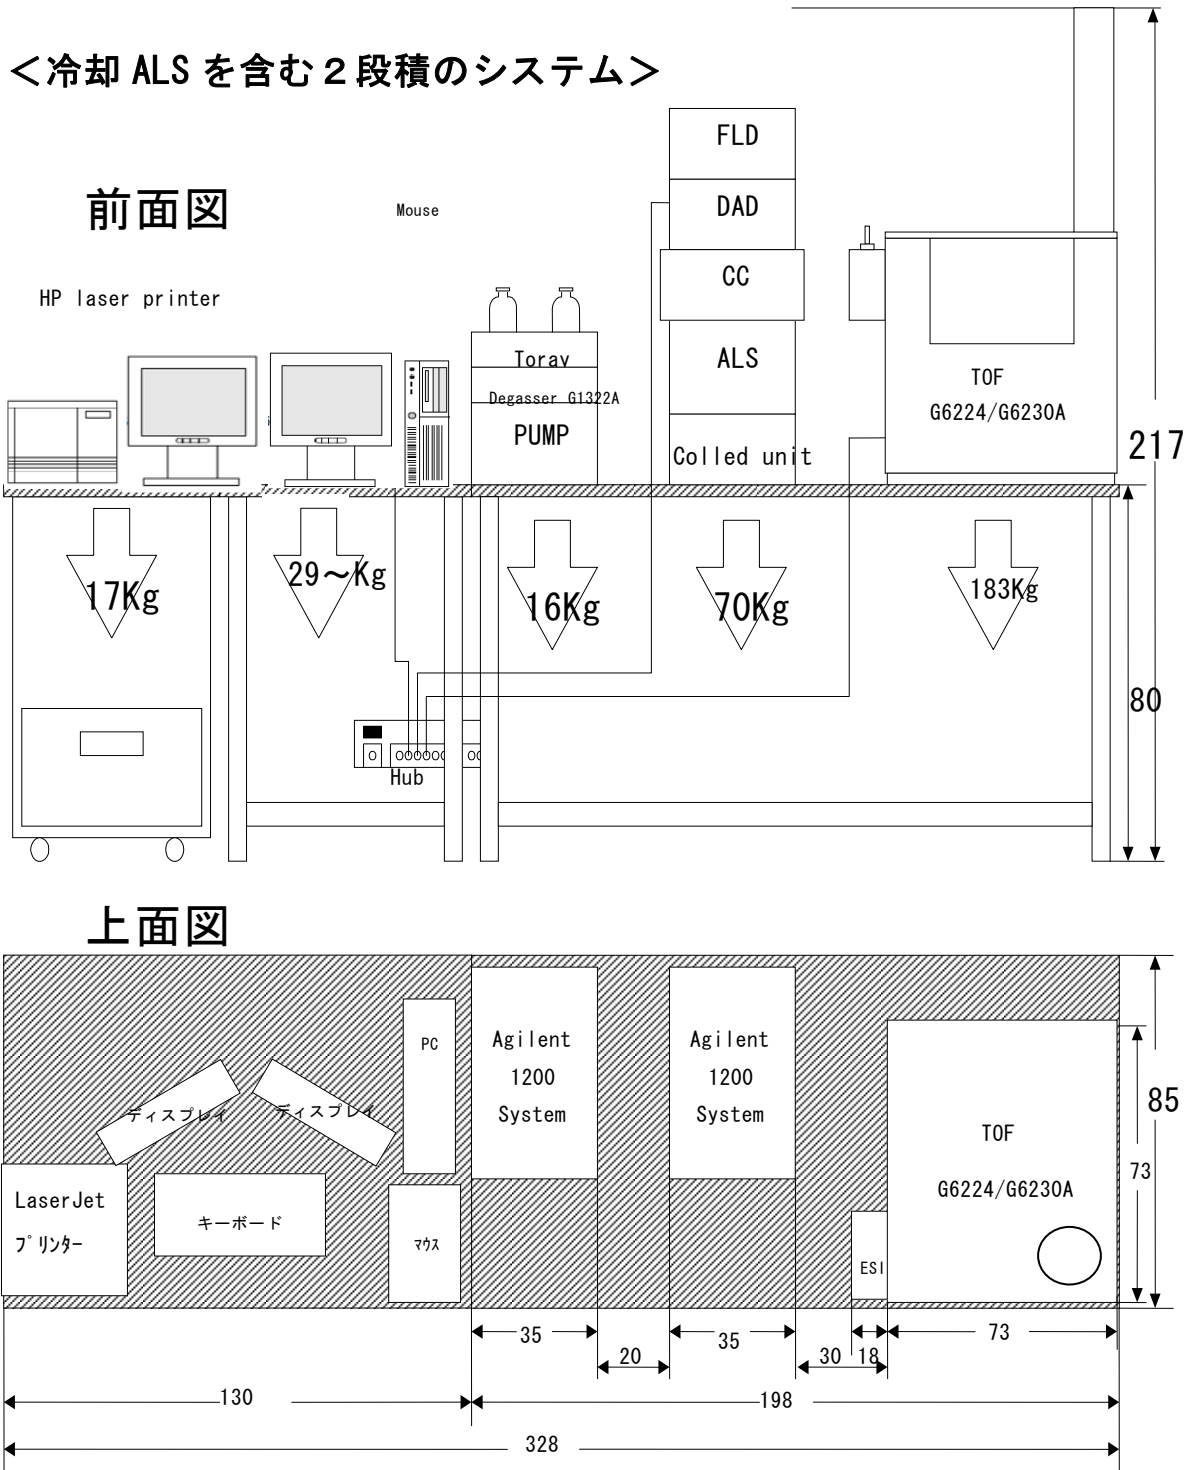 <冷却 ALS を含む２段積のシステム>
前面図
Mouse
HP laser printer
FLD
DAD
CC
ALS
Colled unit
Toray
Degasser G1322A
PUMP
TOF
G6224/G6230A
217
17Kg
29～Kg
16Kg
70Kg
183Kg
80
Hub
上面図
PC
Agilent
1200
System
Agilent
1200
System
ディスプレイ
ディスプレイ
85
TOF
G6224/G6230A
73
LaserJet
ﾌﾟﾘﾝﾀｰ
キーボード
ﾏｳｽ
ESI
35
20
35
30
18
73
130
198
328